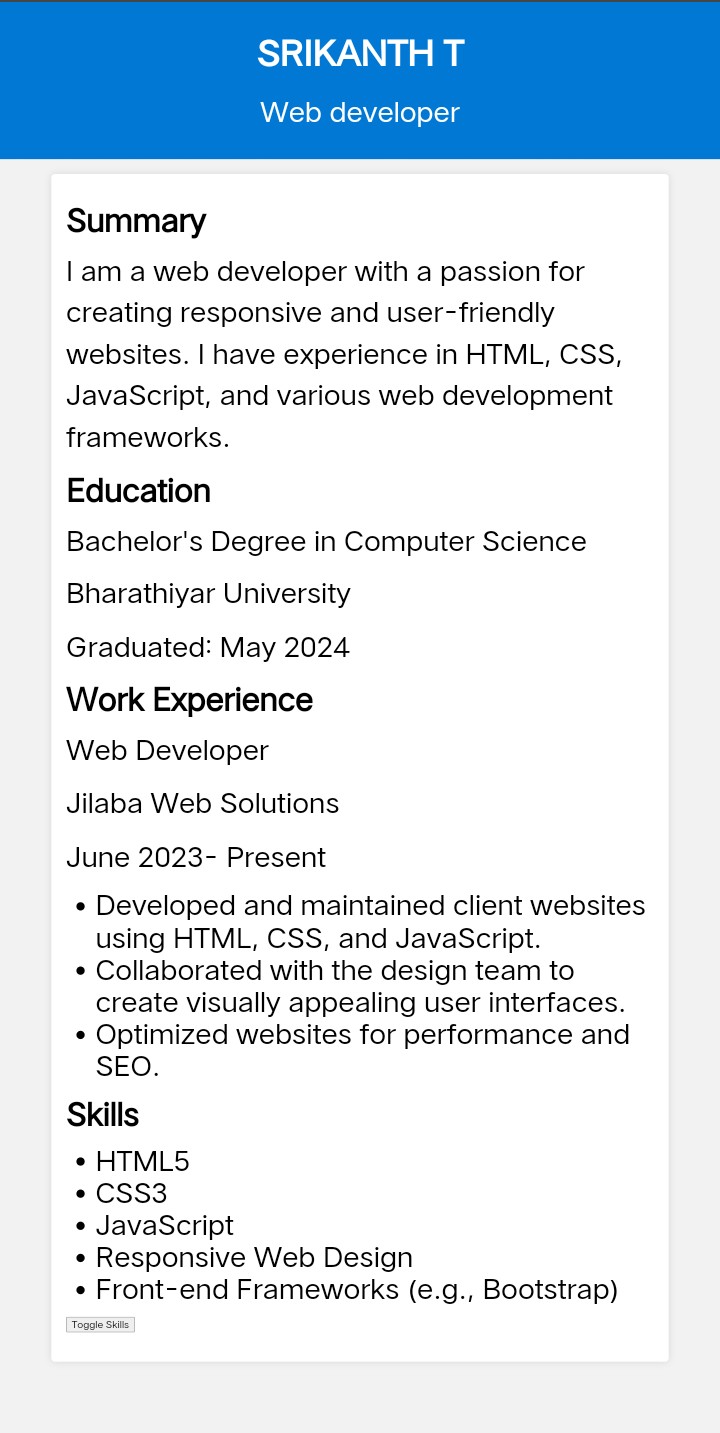 SRIKANTH T
Web developer
Summary
I am a web developer with a passion for
creating responsive and user-friendly
websites. I have experience in HTML, CSS,
JavaScript, and various web development
frameworks.
Education
Bachelor's Degree in Computer Science
Bharathiyar University
Graduated: May 2024
Work Experience
Web Developer
Jilaba Web Solutions
June 2023- Present
• Developed and maintained client websites
using HTML, CSS, and JavaScript.
• Collaborated with the design team to
create visually appealing user interfaces.
• Optimized websites for performance and
SEO.
Skills
• HTML5
• CSS3
• JavaScript
• Responsive Web Design
• Front-end Frameworks (e.g., Bootstrap)
Toggle Skills